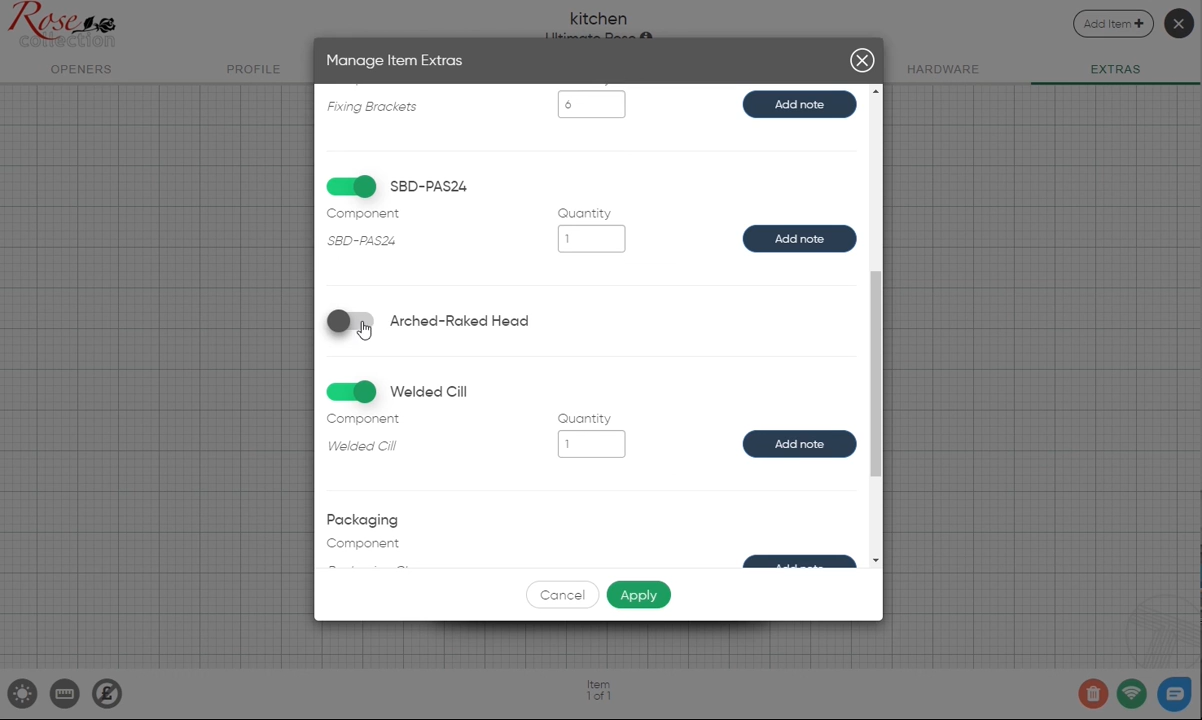 Rose
collection
kitchen
Ultimate Rose
Add Item +
OPENERS
PROFILE
HARDWARE
EXTRAS
Manage Item Extras
Fixing Brackets
6
Add note
SBD-PAS24
Component
Quantity
SBD-PAS24
1
Add note
Arched-Raked Head
Welded Cill
Component
Quantity
Welded Cill
1
Add note
Packaging
Component
Add note
Cancel
Apply
Item
1 of 1